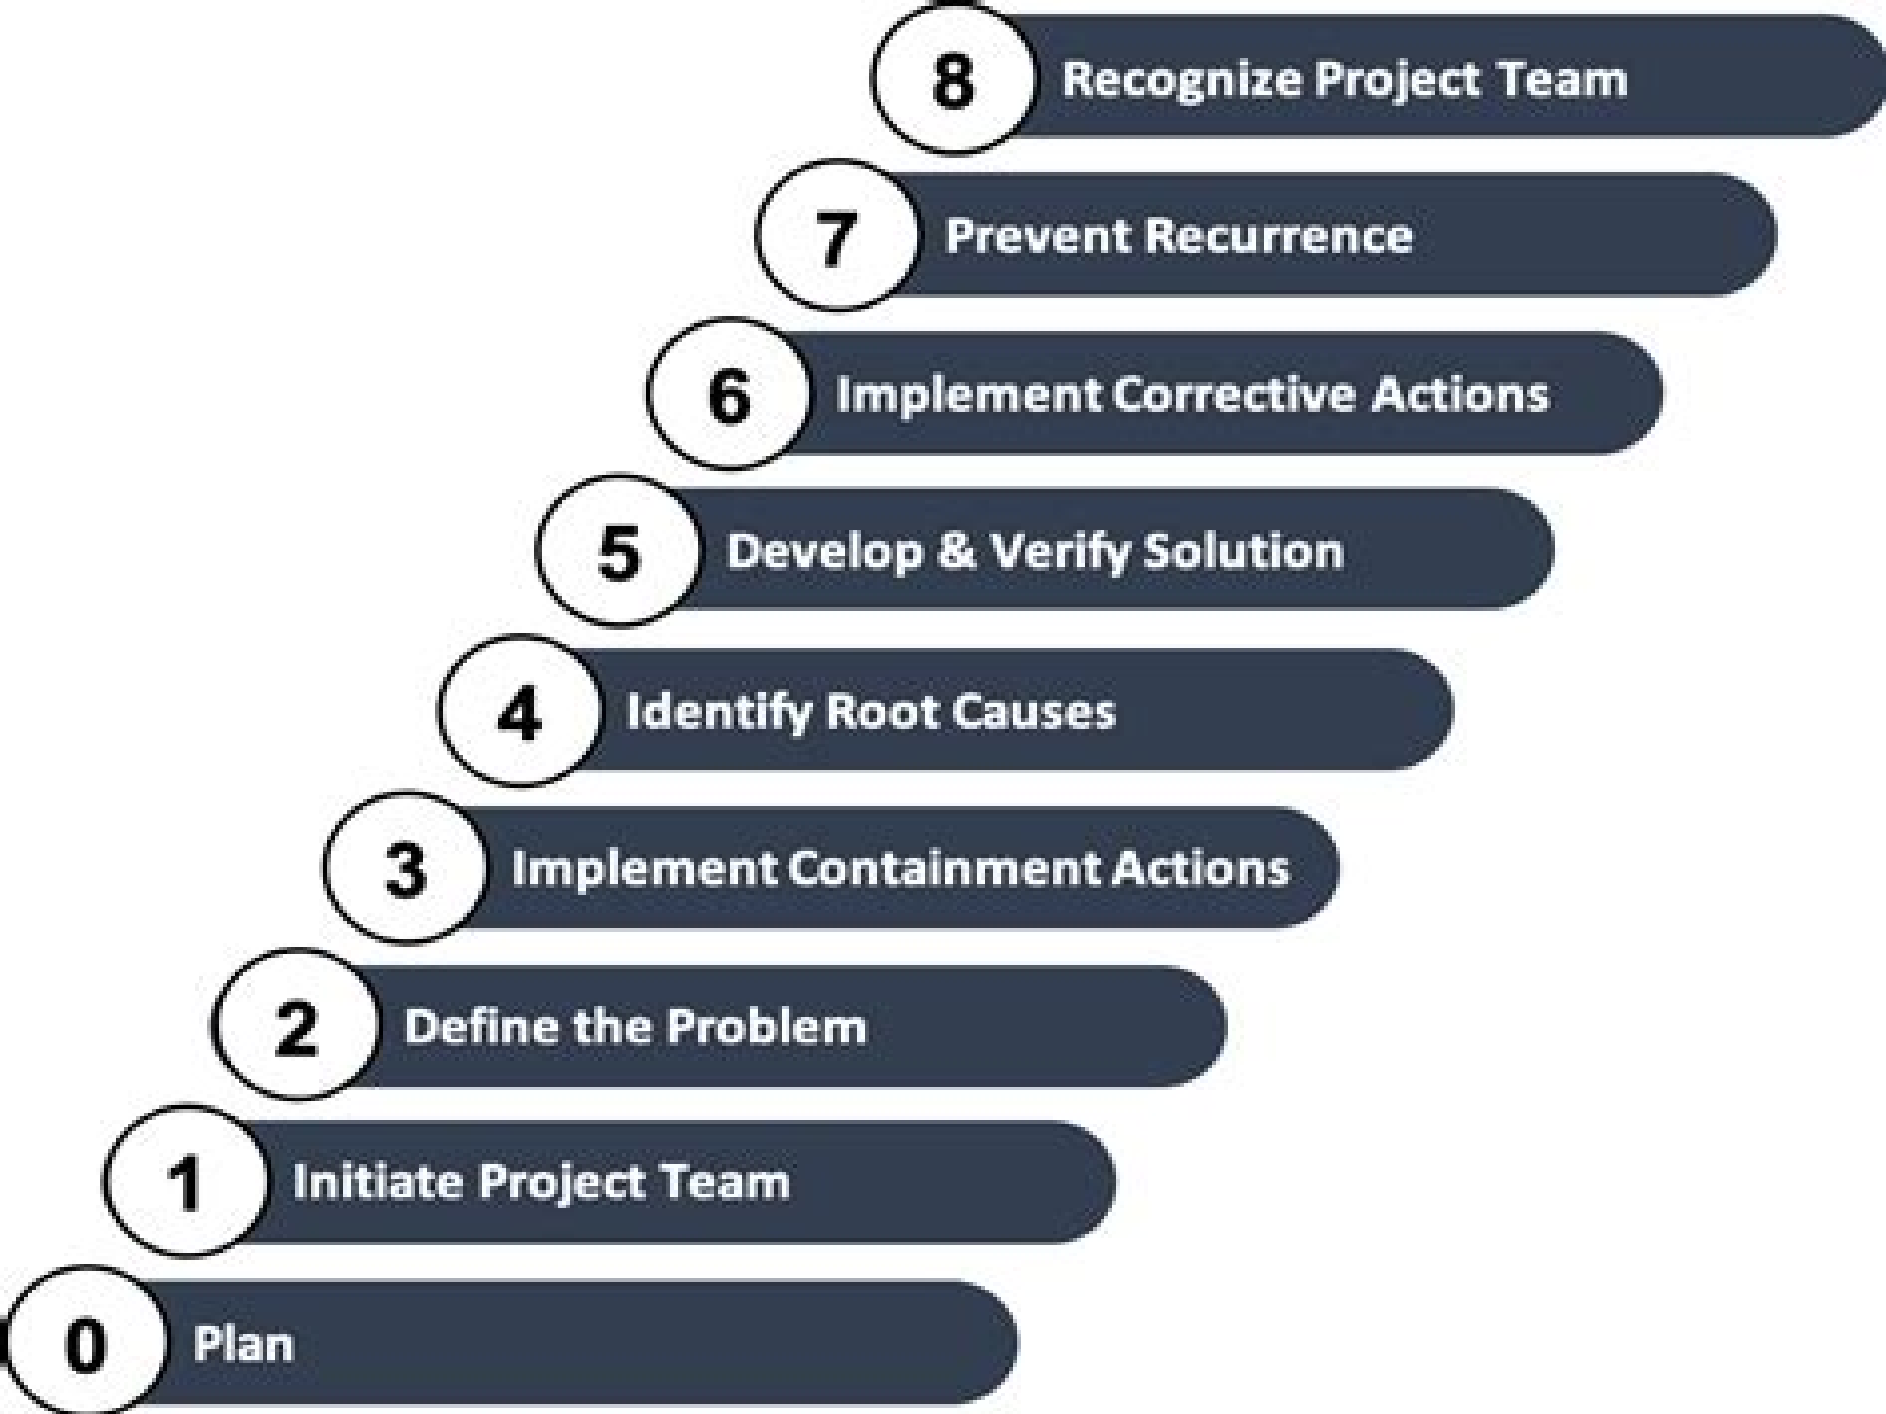 8 Recognize Project Team
7 Prevent Recurrence
6 Implement Corrective Actions
5 Develop & Verify Solution
4 Identify Root Causes
3 Implement Containment Actions
2 Define the Problem
1 Initiate Project Team
0 Plan